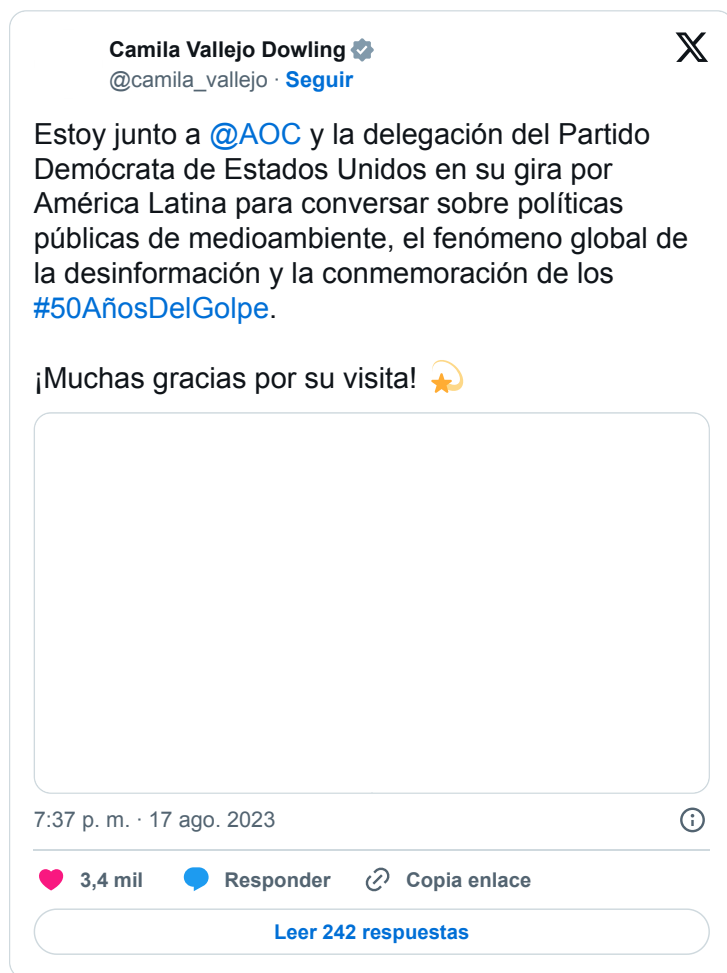 Camila Vallejo Dowling
@camila_vallejo · Seguir
Estoy junto a @AOC y la delegación del Partido
Demócrata de Estados Unidos en su gira por
América Latina para conversar sobre políticas
públicas de medioambiente, el fenómeno global de
la desinformación y la conmemoración de los
#50AñosDelGolpe.
¡Muchas gracias por su visita! 💫
7:37 p. m. · 17 ago. 2023
3,4 mil Responder Copia enlace
Leer 242 respuestas